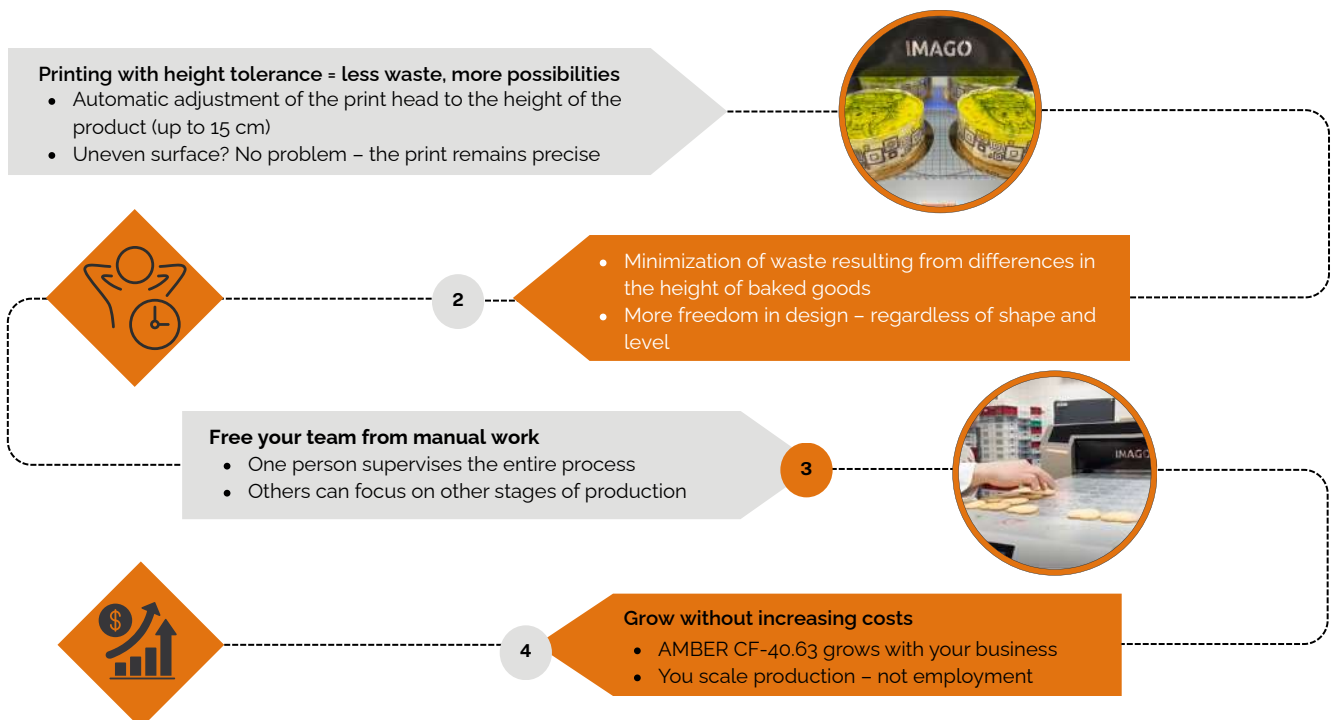 IMAGO
Printing with height tolerance = less waste, more possibilities
• Automatic adjustment of the print head to the height of the
product (up to 15 cm)
• Uneven surface? No problem – the print remains precise
2
• Minimization of waste resulting from differences in
the height of baked goods
• More freedom in design – regardless of shape and
level
Free your team from manual work
• One person supervises the entire process
• Others can focus on other stages of production
3
IMAGO
$
4
Grow without increasing costs
• AMBER CF-40.63 grows with your business
• You scale production – not employment